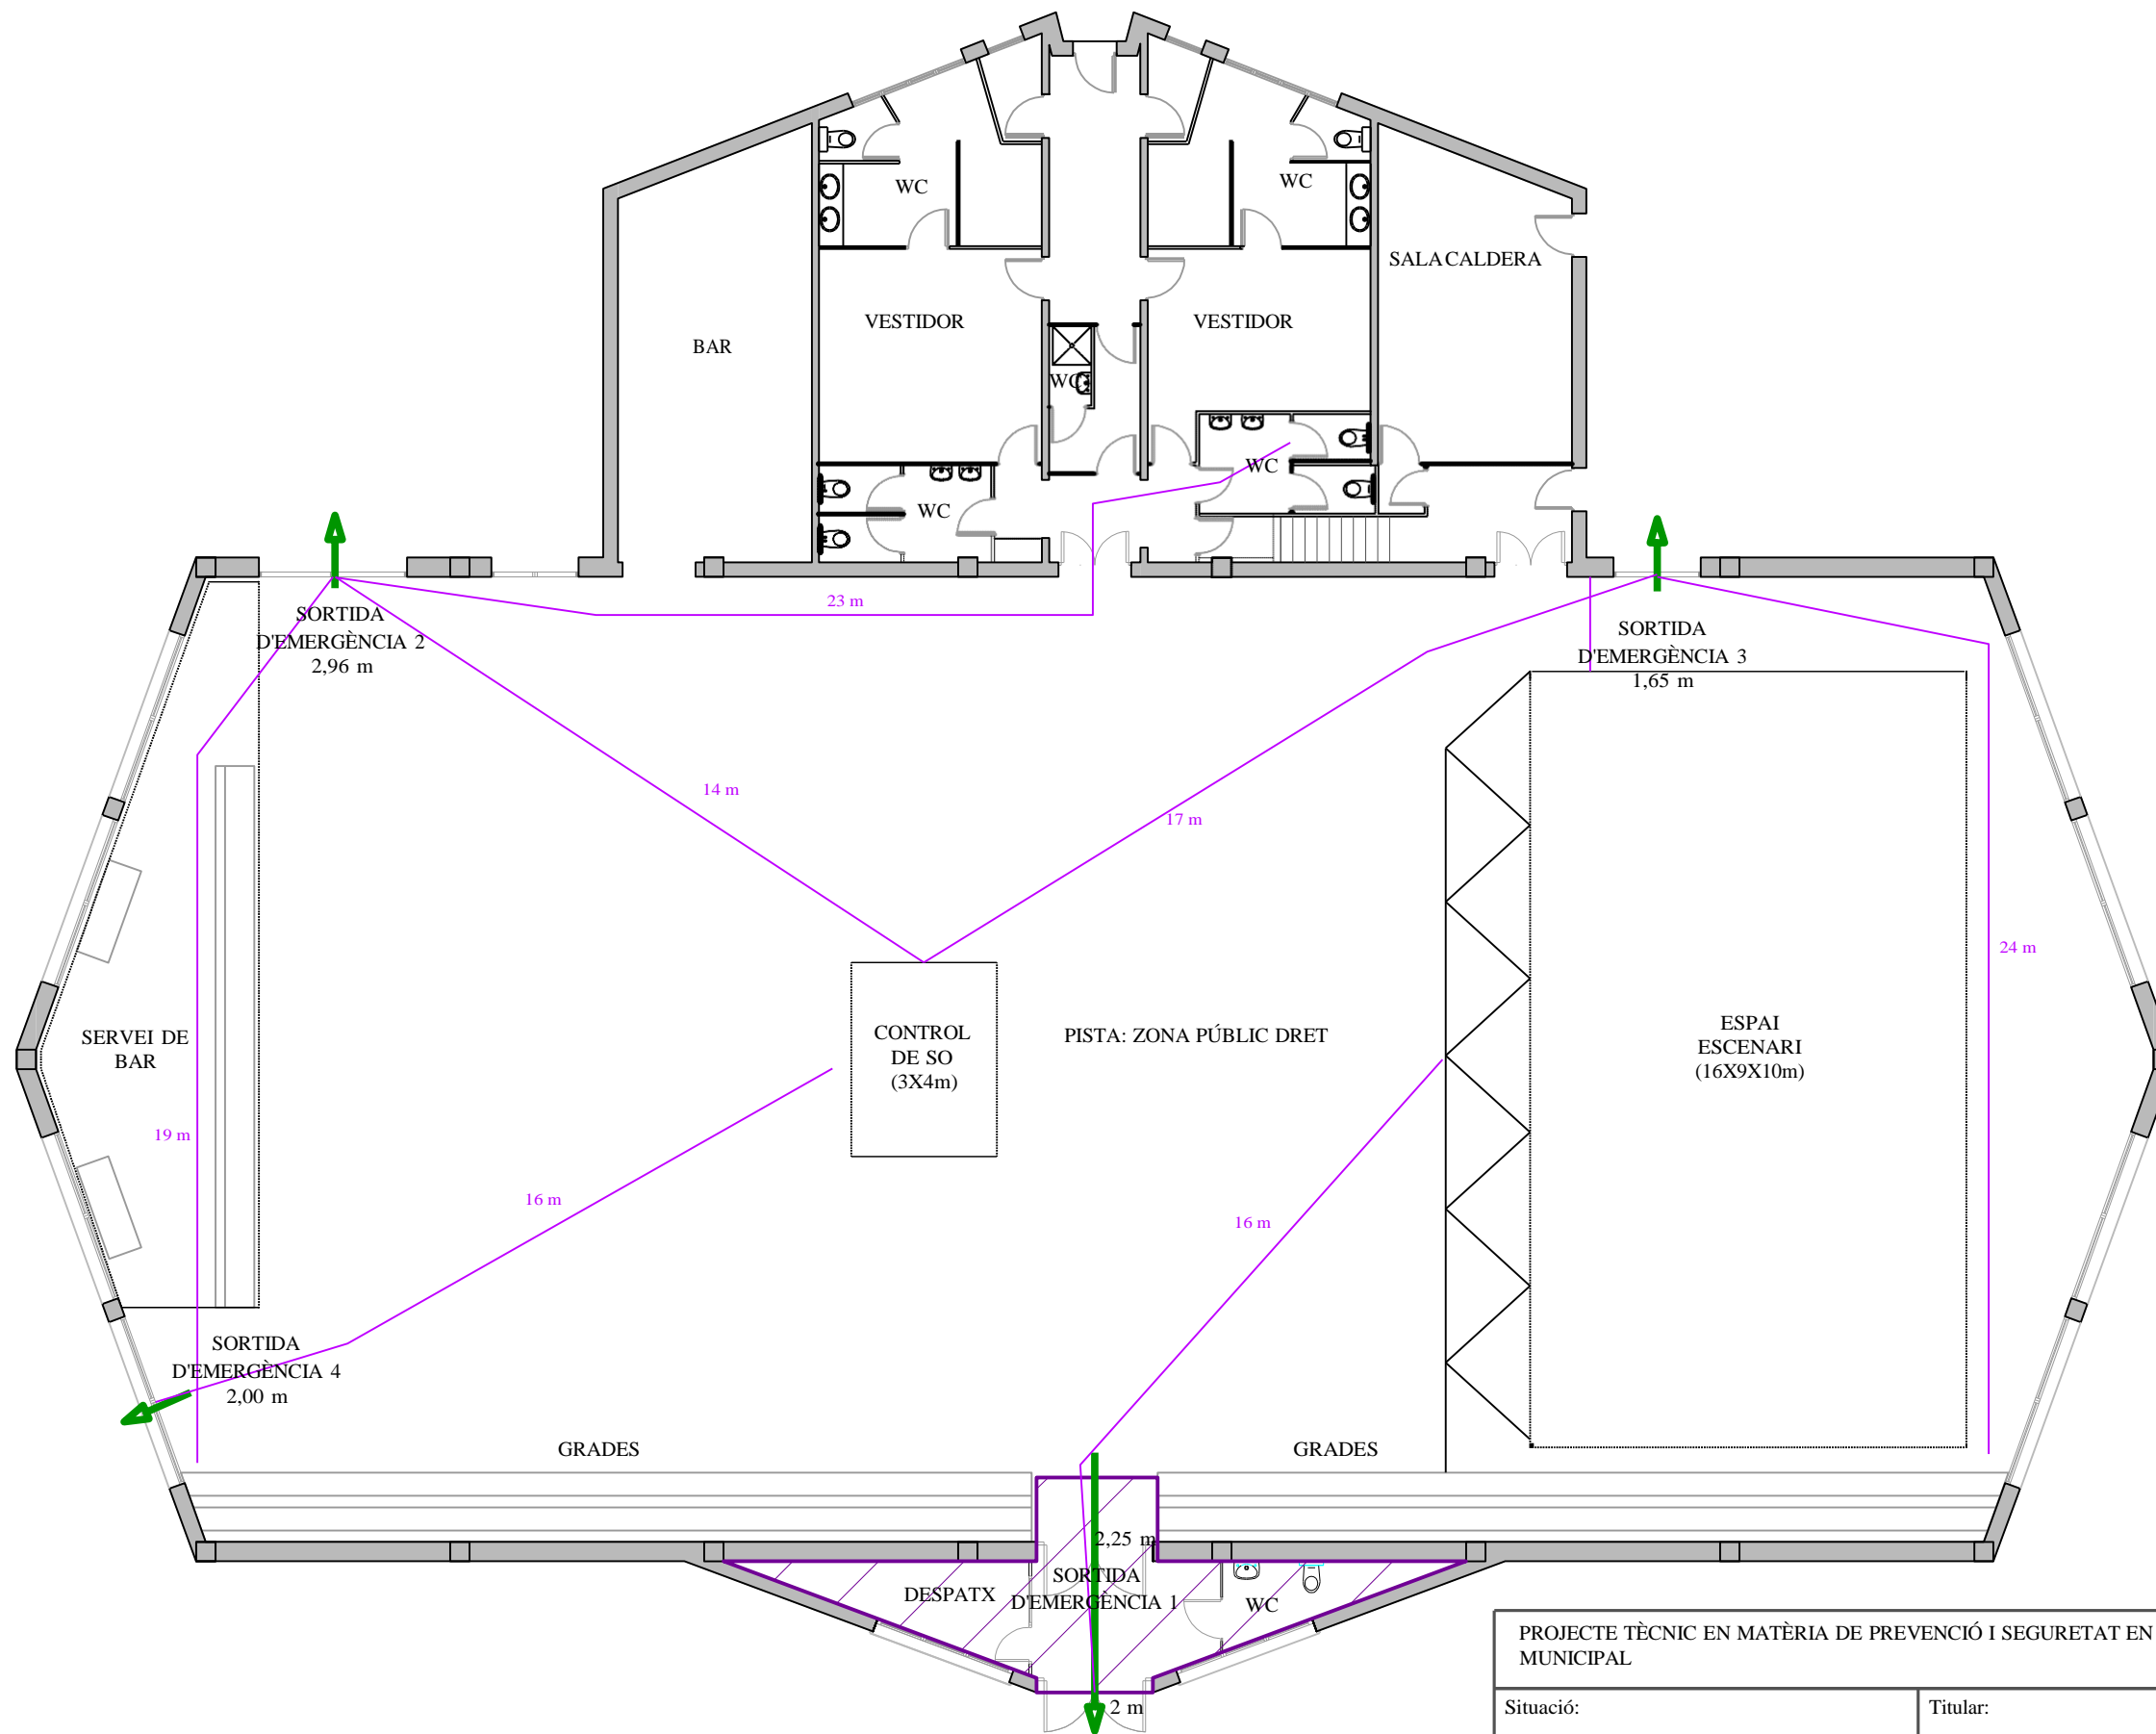 WC
WC
SALA CALDERA
VESTIDOR
VESTIDOR
BAR
WC
WC
WC
23 m
SORTIDA
D'EMERGÈNCIA 2
2,96 m
SORTIDA
D'EMERGÈNCIA 3
1,65 m
14 m
17 m
24 m
SERVEI DE
BAR
CONTROL
DE SO
(3X4m)
PISTA: ZONA PÚBLIC DRET
ESPAI
ESCENARI
(16X9X10m)
19 m
16 m
16 m
SORTIDA
D'EMERGÈNCIA 4
2,00 m
GRADES
GRADES
2,25 m
DESPATX
SORTIDA
D'EMERGÈNCIA 1
WC
2 m
PROJECTE TÈCNIC EN MATÈRIA DE PREVENCIÓ I SEGURETAT EN
MUNICIPAL
Situació:
Titular: